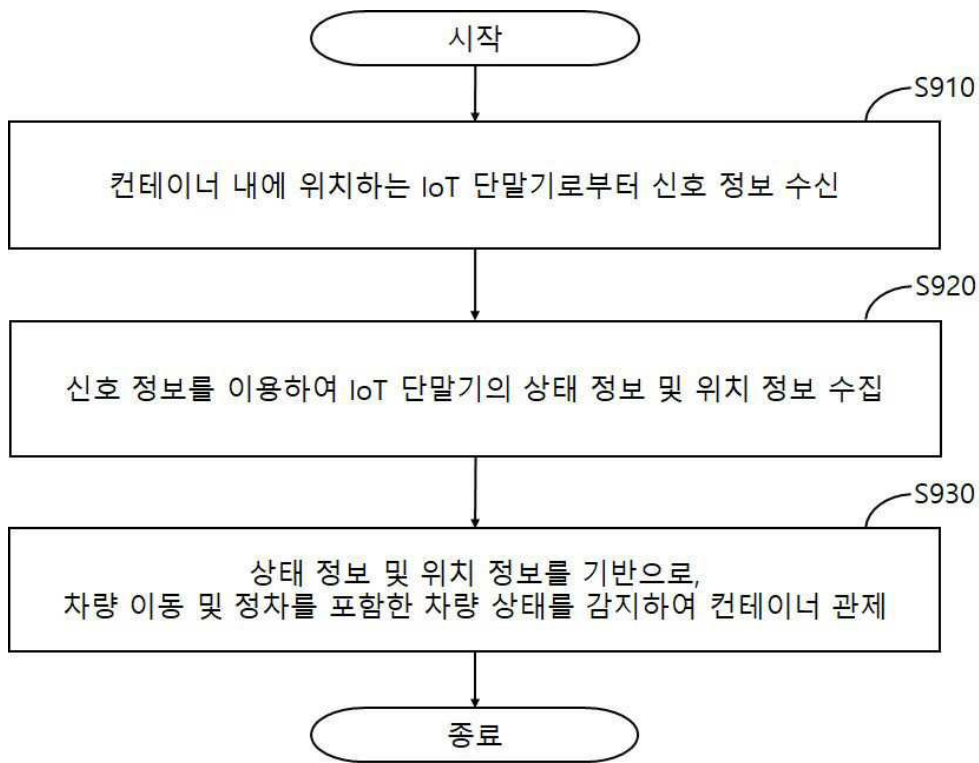 시작
S910
컨테이너 내에 위치하는 IoT 단말기로부터 신호 정보 수신
S920
신호 정보를 이용하여 IoT 단말기의 상태 정보 및 위치 정보 수집
S930
상태 정보 및 위치 정보를 기반으로,
차량 이동 및 정차를 포함한 차량 상태를 감지하여 컨테이너 관제
종료